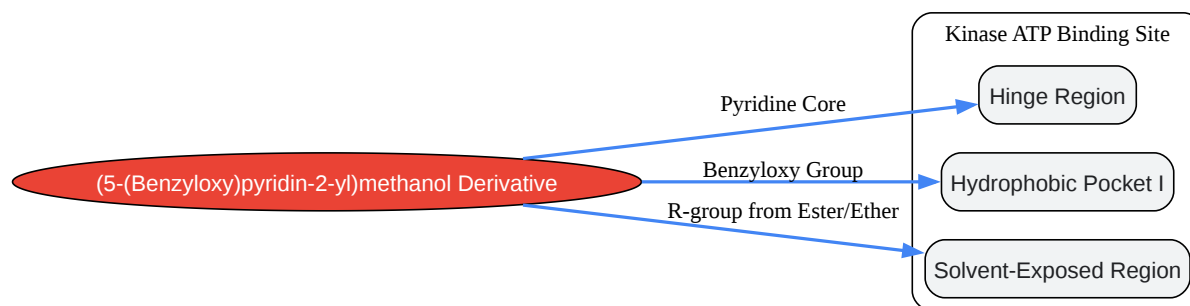 Kinase ATP Binding Site
Pyridine Core
Hinge Region
(5-(Benzyloxy)pyridin-2-yl)methanol Derivative
Benzyloxy Group
Hydrophobic Pocket I
R-group from Ester/Ether
Solvent-Exposed Region